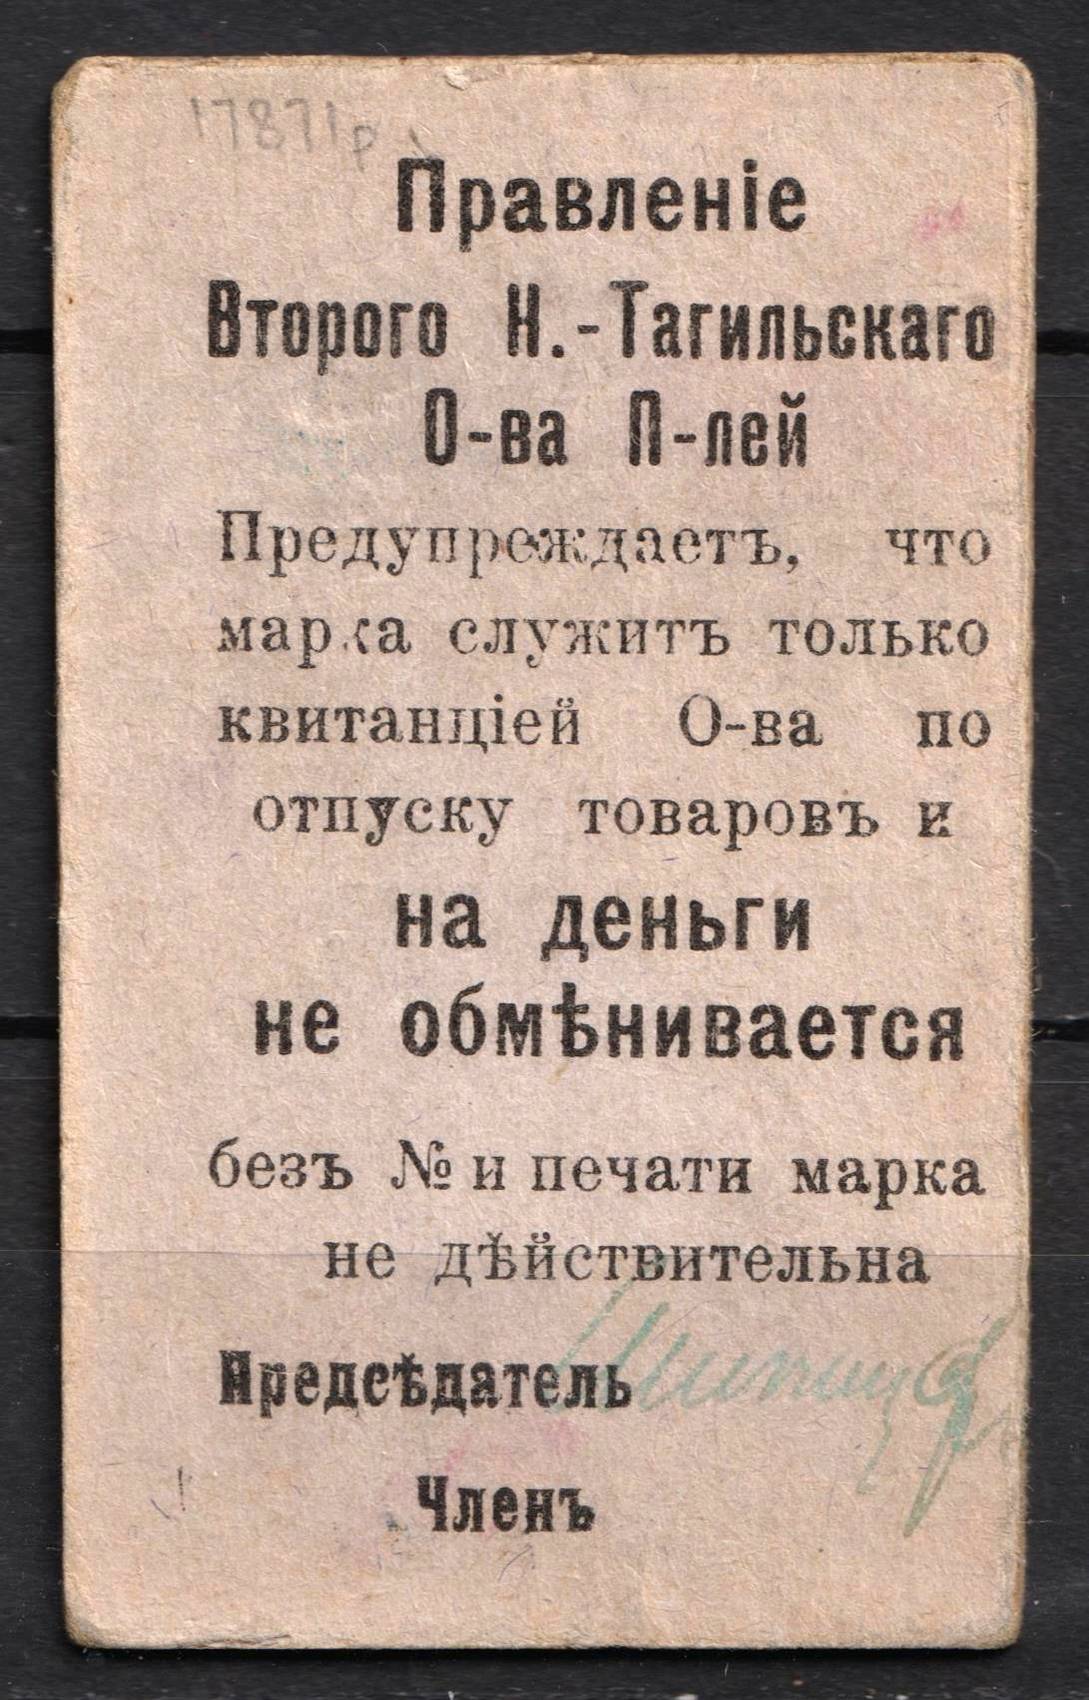 17871р
Правленіе
Второго Н.-Тагильскаго
О-ва П-лей
Предупреждаетъ, что
марка служитъ только
квитанціей О-ва по
отпуску товаровъ и
на деньги
не обмѣнивается
безъ № и печати марка
не дѣйствительна
Предсѣдатель
Членъ